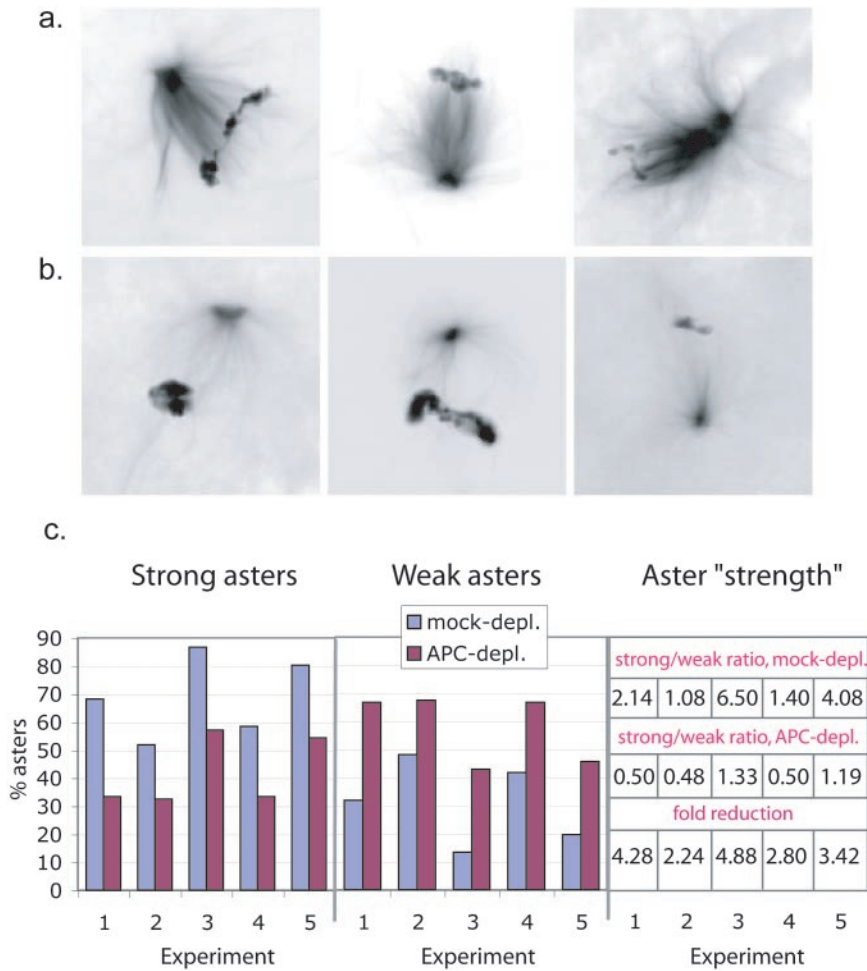 a.
b.
c.
Strong asters
Weak asters
Aster "strength"
mock-depl.
APC-depl.
% asters
90
80
70
60
50
40
30
20
10
0
strong/weak ratio, mock-depl.
2.14 1.08 6.50 1.40 4.08
strong/weak ratio, APC-depl.
0.50 0.48 1.33 0.50 1.19
fold reduction
4.28 2.24 4.88 2.80 3.42
1 2 3 4 5
1 2 3 4 5
1 2 3 4 5
Experiment
Experiment
Experiment